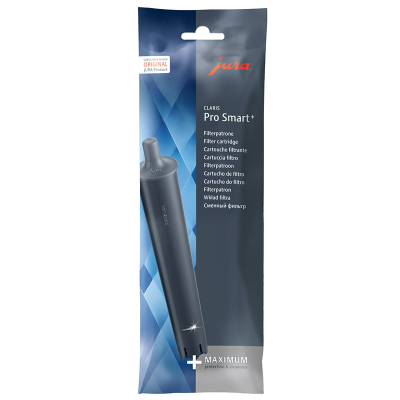 ORIGINAL
JURA Product
jura
CLARIS
Pro Smart+
Filterpatrone
Filter cartridge
Cartouche filtrante
Cartuccia filtro
Filterpatroon
Cartucho de filtro
Cartucho do filtro
Filterpatron
Wkład filtra
Сменный фильтр
+ MAXIMUM
protection & cleanness